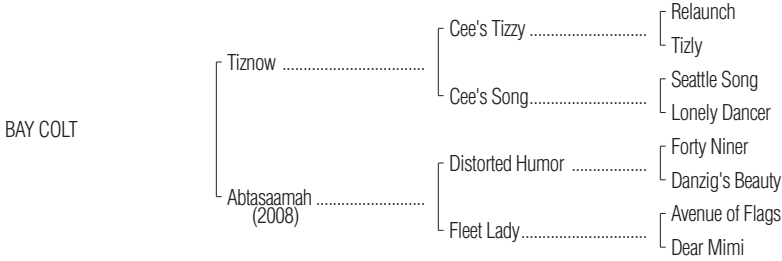 Relaunch
Cee's Tizzy ..............................
Tizly
Tiznow ....................................
Seattle Song
Cee's Song..............................
Lonely Dancer
BAY COLT
Forty Niner
Distorted Humor ...................
Danzig's Beauty
Abtasaamah ...........................
(2008)
Avenue of Flags
Fleet Lady................................
Dear Mimi